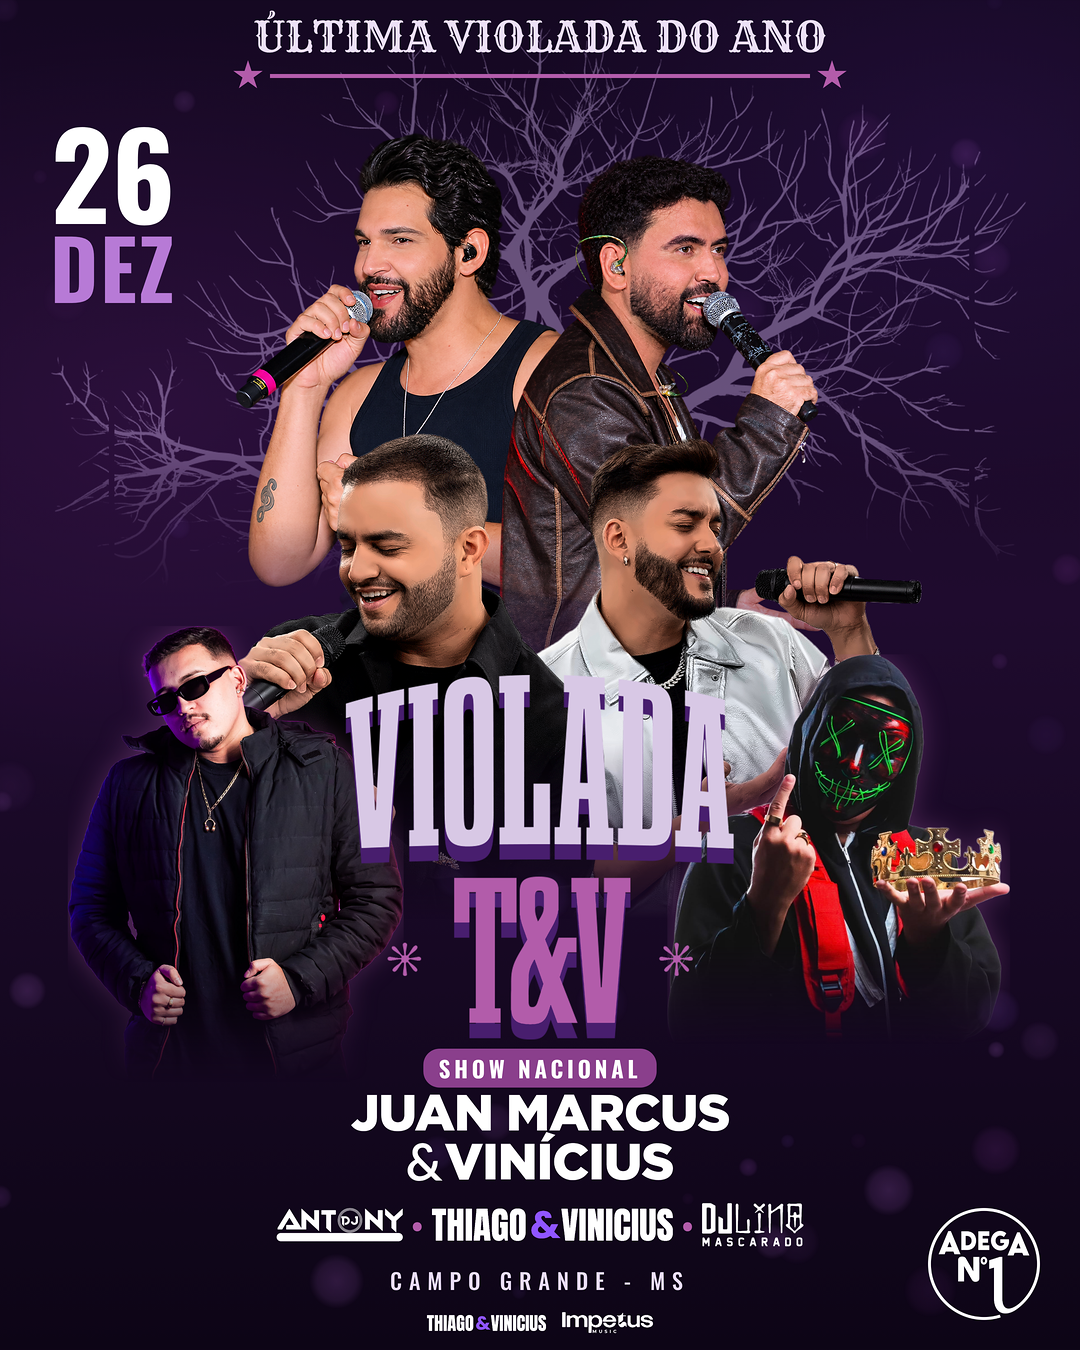 ÚLTIMA VIOLADA DO ANO
26
DEZ
VIOLADA
T&V
SHOW NACIONAL
JUAN MARCUS
& VINÍCIUS
ANTONY DJ • THIAGO & VINICIUS • DJ LINO MASCARADO
CAMPO GRANDE - MS
ADEGA
Nº1
THIAGO & VINICIUS Impetus MUSIC